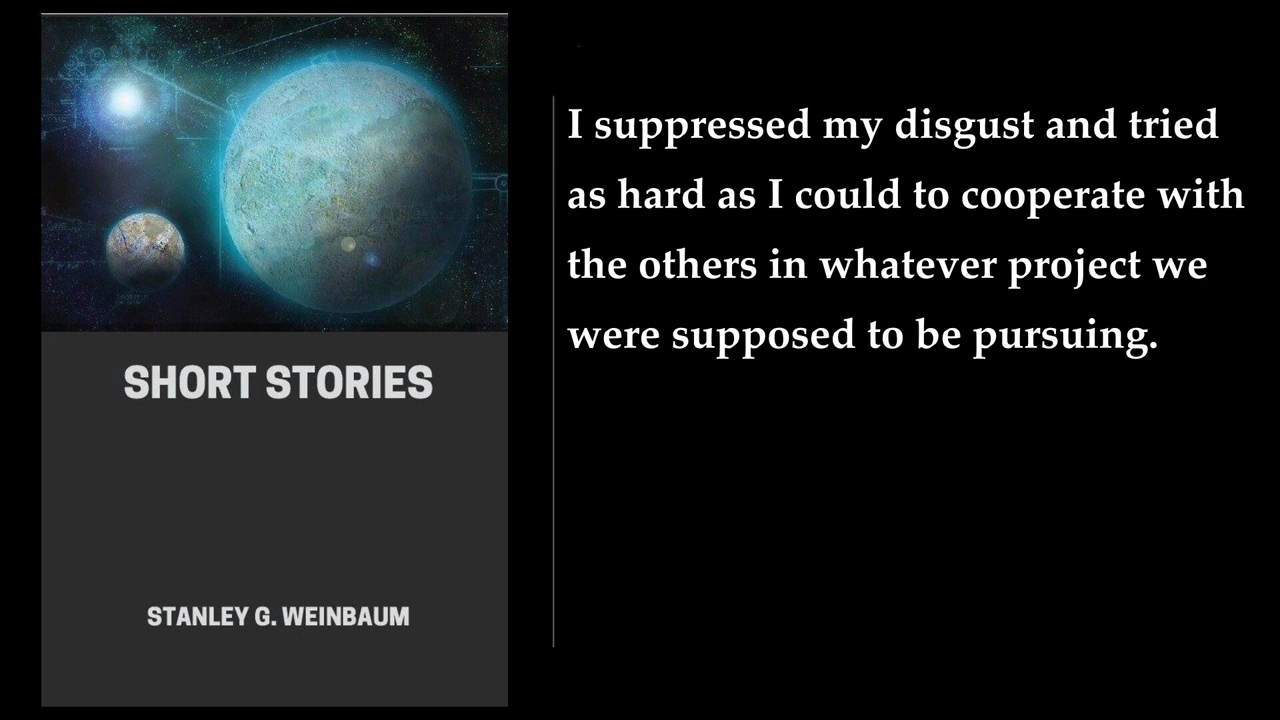 SHORT STORIES
STANLEY G. WEINBAUM
I suppressed my disgust and tried
as hard as I could to cooperate with
the others in whatever project we
were supposed to be pursuing.